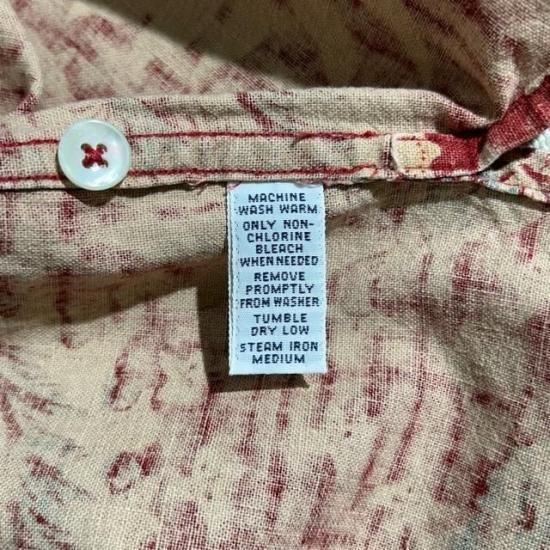 MACHINE
WASH WARM
ONLY NON-
CHLORINE
BLEACH
WHEN NEEDED
REMOVE
PROMPTLY
FROM WASHER
TUMBLE
DRY LOW
STEAM IRON
MEDIUM